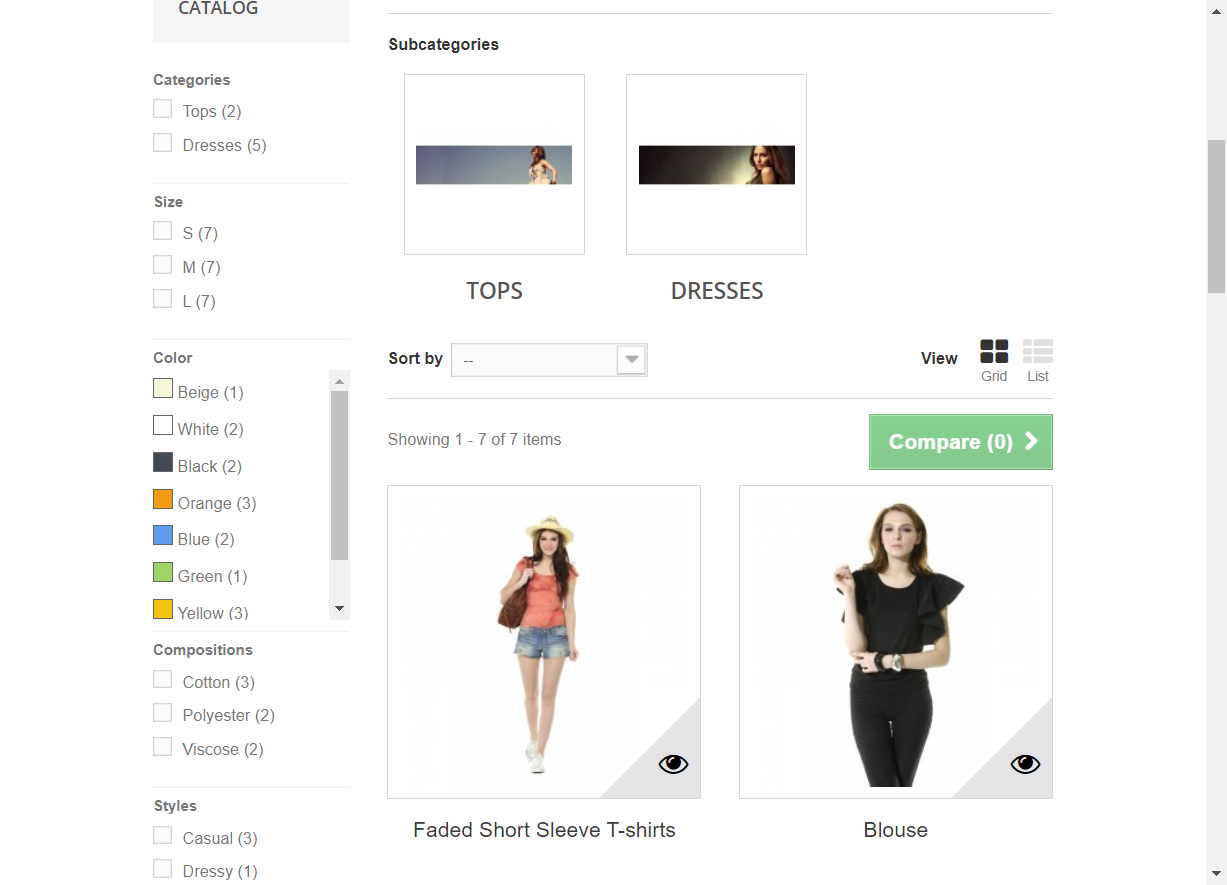 CATALOG
Categories
Tops (2)
Dresses (5)
Size
S (7)
M (7)
L (7)
Color
Beige (1)
White (2)
Black (2)
Orange (3)
Blue (2)
Green (1)
Yellow (3)
Compositions
Cotton (3)
Polyester (2)
Viscose (2)
Styles
Casual (3)
Dressy (1)
Subcategories
TOPS
DRESSES
Sort by --
View
Grid
List
Showing 1 - 7 of 7 items
Compare (0)
Faded Short Sleeve T-shirts
Blouse